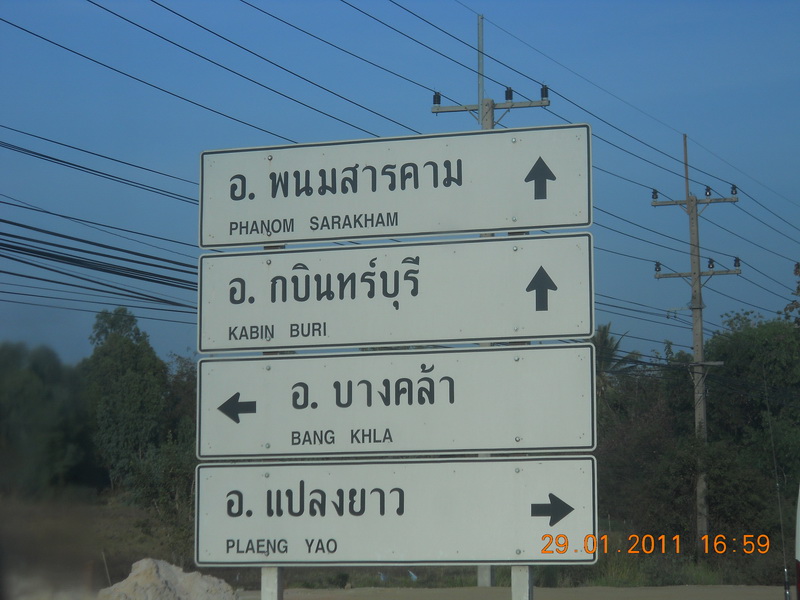 อ. พนมสารคาม
PHANOM SARAKHAM
อ. กบินทร์บุรี
KABIN BURI
อ. บางคล้า
BANG KHLA
อ. แปลงยาว
PLAENG YAO
29.01.2011 16:59